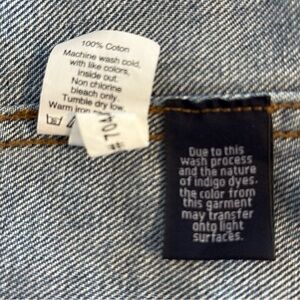 100% Coton
Machine wash cold,
with like colors,
Inside out.
Non chlorine
bleach only.
Tumble dry low.
Warm iron
Due to this
wash process
and the nature
of indigo dyes.
the color from
this garment
may transfer
onto light
surfaces.